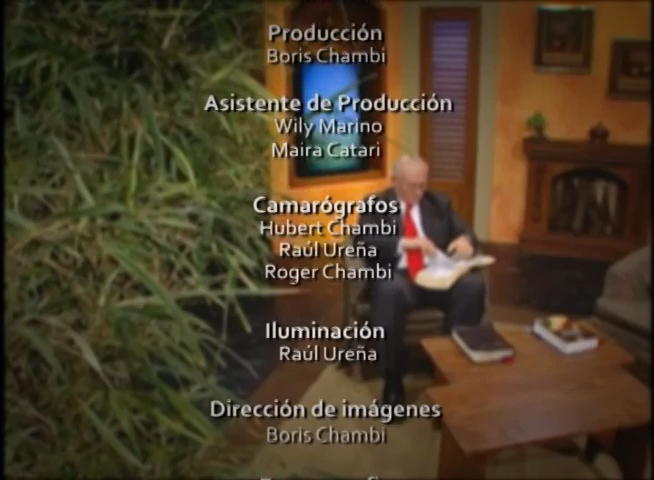 Producción
Boris Chambi
Asistente de Producción
Wily Marino
Maira Catari
Camarógrafos
Hubert Chambi
Raúl Ureña
Roger Chambi
Iluminación
Raúl Ureña
Dirección de imágenes
Boris Chambi